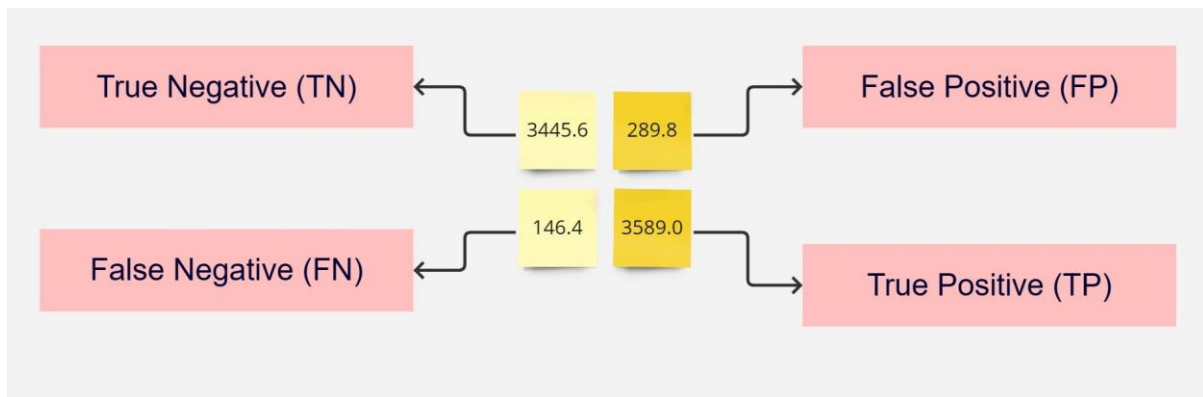 True Negative (TN)
False Positive (FP)
3445.6
289.8
146.4
3589.0
False Negative (FN)
True Positive (TP)